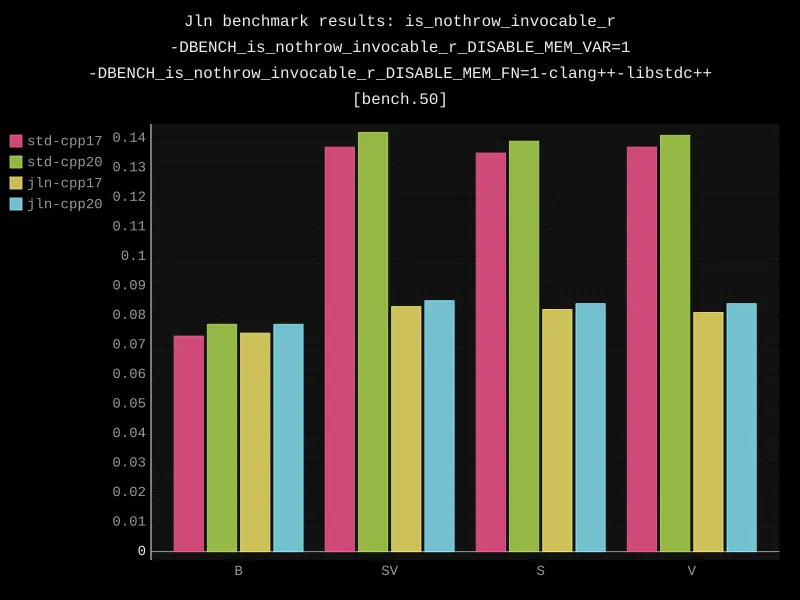 Jln benchmark results: is_nothrow_invocable_r
-DBENCH_is_nothrow_invocable_r_DISABLE_MEM_VAR=1
-DBENCH_is_nothrow_invocable_r_DISABLE_MEM_FN=1-clang++-libstdc++
[bench.50]
std-cpp17
std-cpp20
jln-cpp17
jln-cpp20
0.14
0.13
0.12
0.11
0.1
0.09
0.08
0.07
0.06
0.05
0.04
0.03
0.02
0.01
0
B SV S V